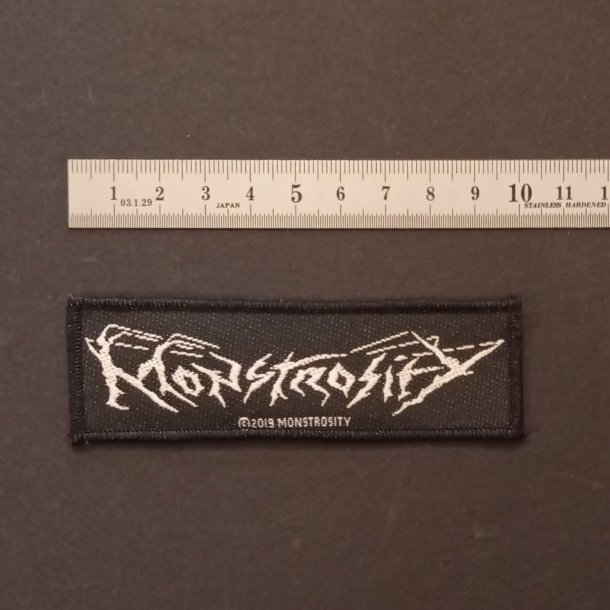 1 2 3 4 5 6 7 8 9 10 11 1
03.1.29 JAPAN STAINLESS HARDENED
Monstrosity
©2019 MONSTROSITY